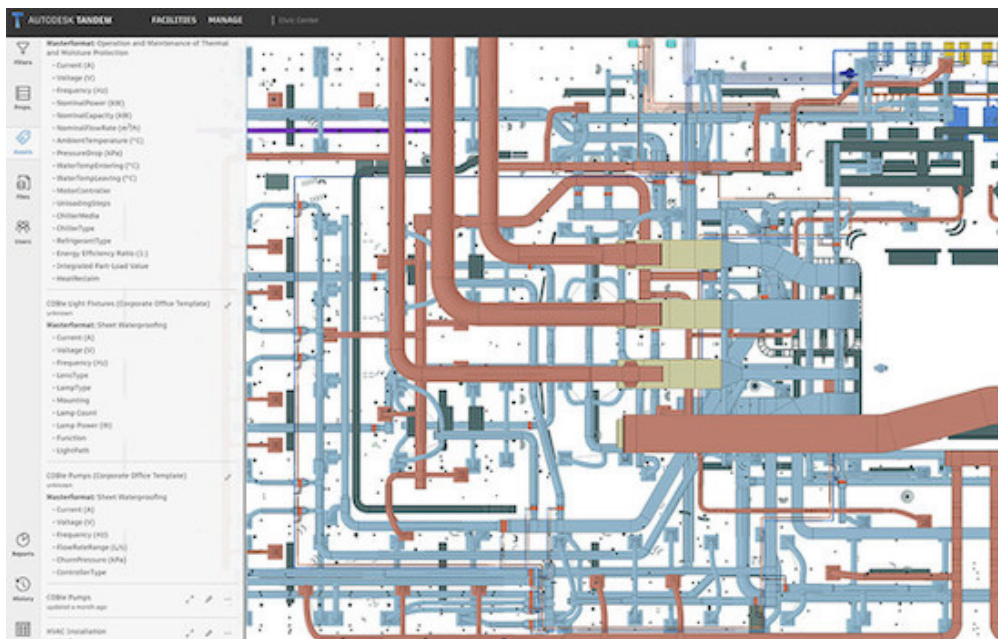 AUTODESK TANDEM
FACILITIES
MANAGE
Civic Center
Filters
Props.
Assets
Files
Users
Reports
History
Masterformat: Operation and Maintenance of Thermal
and Moisture Protection
- Current (A)
- Voltage (V)
- Frequency (Hz)
- NominalPower (kW)
- NominalCapacity (kW)
- NominalFlowRate (m³/h)
- AmbientTemperature (°C)
- PressureDrop (kPa)
- WaterTempEntering (°C)
- WaterTempLeaving (°C)
- MotorController
- UnloadingSteps
- ChillerMedia
- ChillerType
- RefrigerantType
- Energy Efficiency Ratio (1:)
- Integrated Part-Load Value
- HeatReclaim
COBie Light Fixtures (Corporate Office Template)
unknown
Masterformat: Sheet Waterproofing
- Current (A)
- Voltage (V)
- Frequency (Hz)
- LensType
- LampType
- Mounting
- Lamp Count
- Lamp Power (W)
- Function
- LightPath
COBie Pumps (Corporate Office Template)
unknown
Masterformat: Sheet Waterproofing
- Current (A)
- Voltage (V)
- Frequency (Hz)
- FlowRateRange (L/s)
- ChurnPressure (kPa)
- ControllerType
COBie Pumps
updated a month ago
HVAC Installation